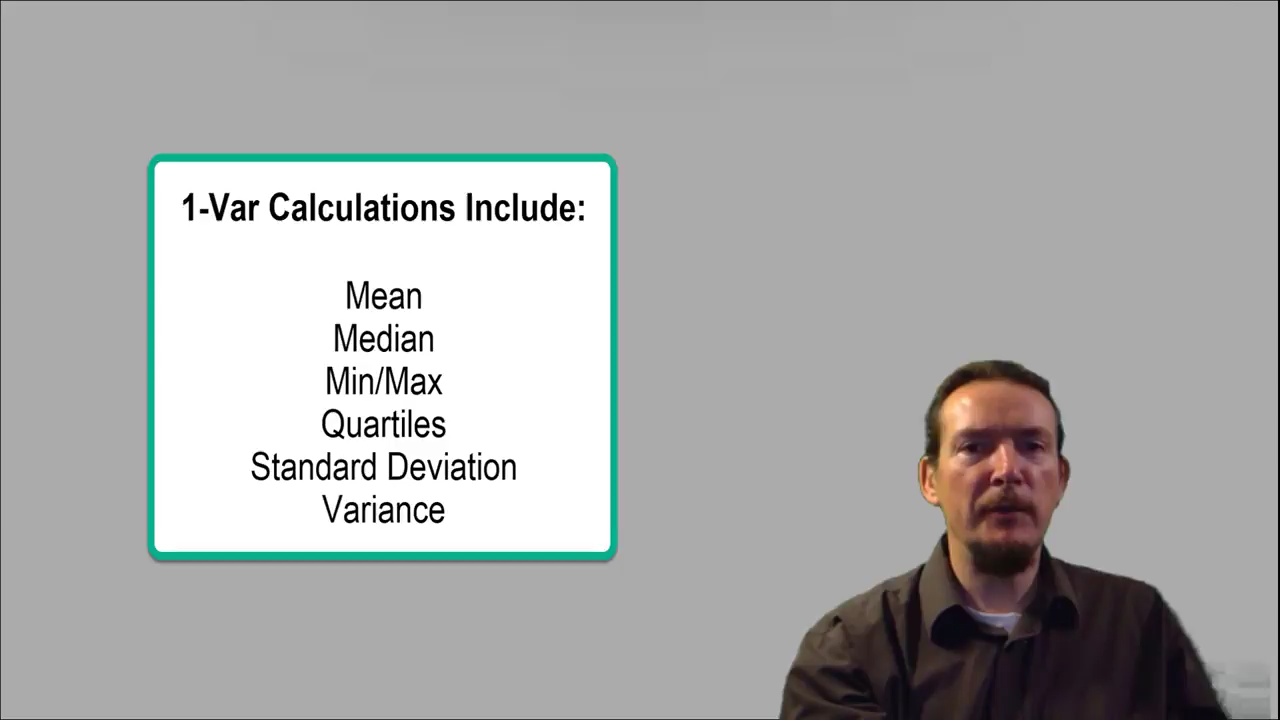 1-Var Calculations Include:
Mean
Median
Min/Max
Quartiles
Standard Deviation
Variance